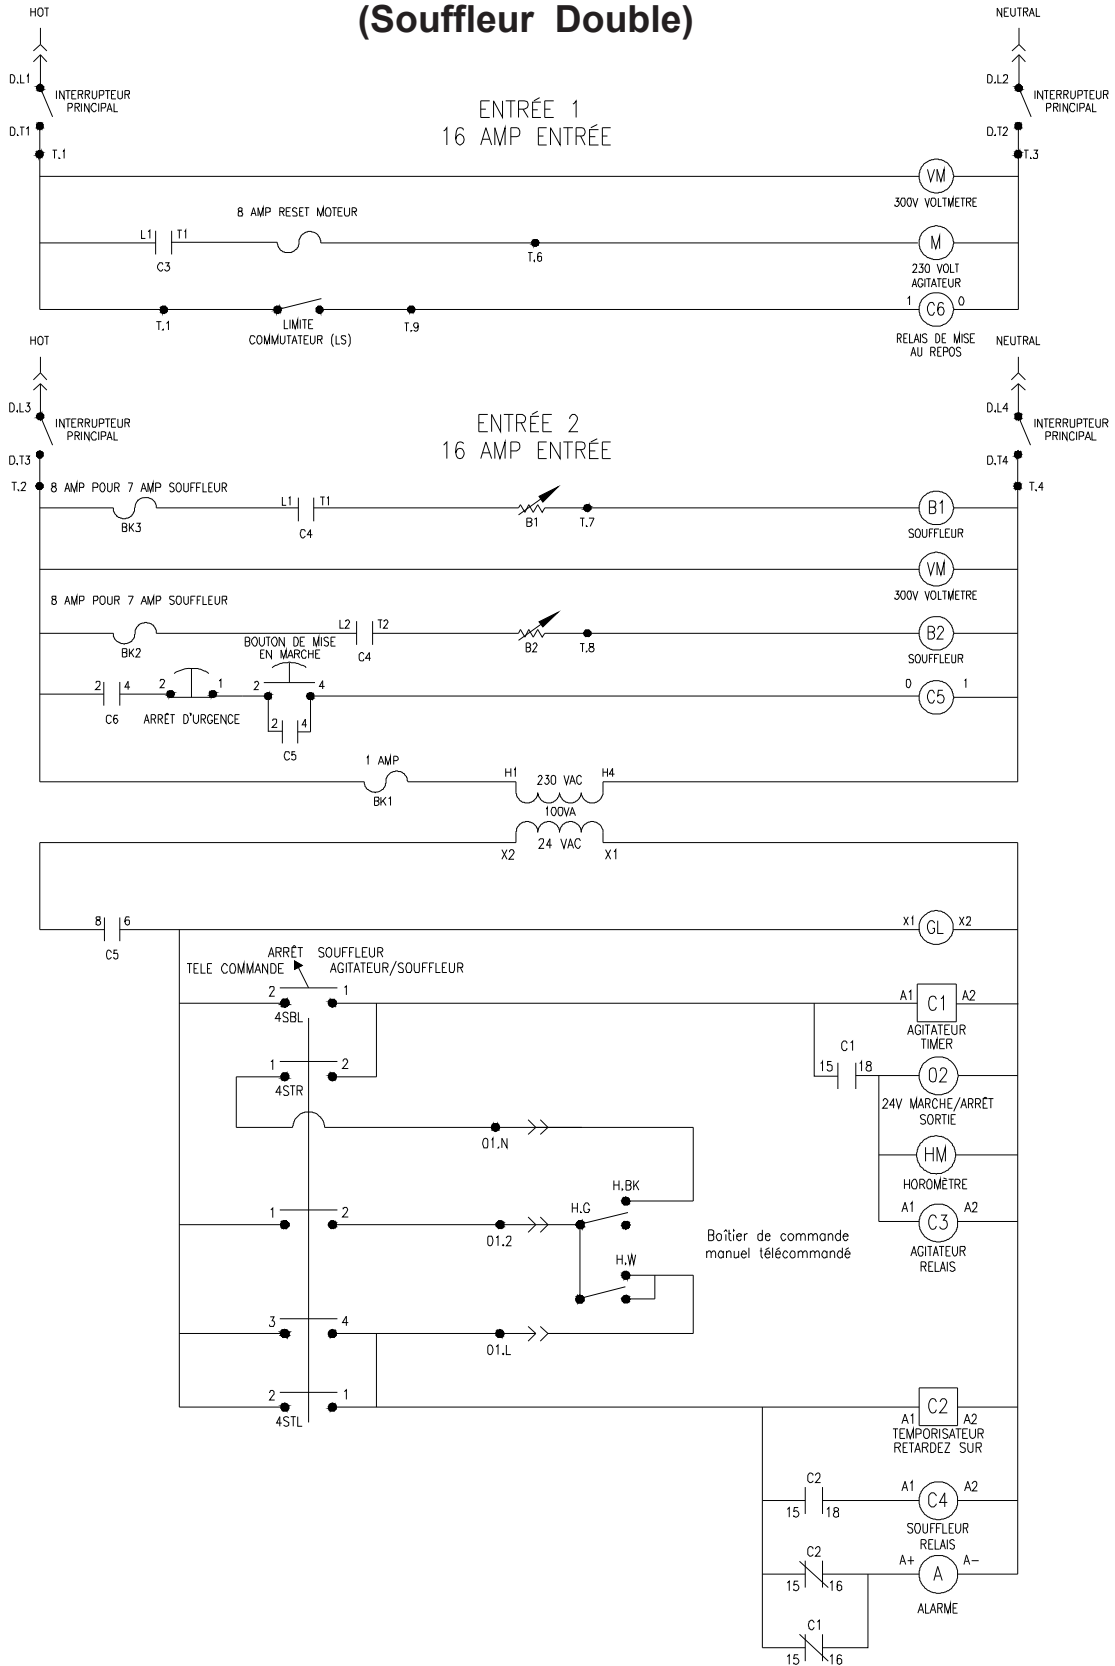 (Souffleur Double)
HOT
NEUTRAL
D.L1
INTERRUPTEUR
PRINCIPAL
D.L2
INTERRUPTEUR
PRINCIPAL
ENTRÉE 1
16 AMP ENTRÉE
D.T1
T.1
D.T2
T.3
VM
300V VOLTMETRE
8 AMP RESET MOTEUR
L1 T1
C3
T.6
M
230 VOLT
AGITATEUR
T.1
LIMITE
COMMUTATEUR (LS)
T.9
1 C6 0
RELAIS DE MISE
AU REPOS
HOT
NEUTRAL
D.L3
INTERRUPTEUR
PRINCIPAL
D.L4
INTERRUPTEUR
PRINCIPAL
ENTRÉE 2
16 AMP ENTRÉE
D.T3
T.2
D.T4
T.4
8 AMP POUR 7 AMP SOUFFLEUR
BK3
L1 T1
C4
B1
T.7
B1
SOUFFLEUR
VM
300V VOLTMETRE
8 AMP POUR 7 AMP SOUFFLEUR
BK2
L2 T2
C4
B2
T.8
B2
SOUFFLEUR
BOUTON DE MISE
EN MARCHE
2 4
C6
2 1
ARRÊT D'URGENCE
2 4
2 4
C5
0 C5 1
1 AMP
BK1
H1 230 VAC H4
100VA
X2 24 VAC X1
8 6
C5
X1 GL X2
ARRÊT SOUFFLEUR
TELE COMMANDE AGITATEUR/SOUFFLEUR
2 1
4SBL
A1 C1 A2
AGITATEUR
TIMER
1 2
4STR
C1
15 18
O2
24V MARCHE/ARRÊT
SORTIE
01.N
HM
HOROMÈTRE
H.BK
H.G
1 2
01.2
A1 C3 A2
AGITATEUR
RELAIS
Boîtier de commande
manuel télécommandé
H.W
3 4
01.L
2 1
4STL
A1 C2 A2
TEMPORISATEUR
RETARDEZ SUR
C2
15 18
A1 C4 A2
SOUFFLEUR
RELAIS
C2
15 16
A+ A A-
ALARME
C1
15 16